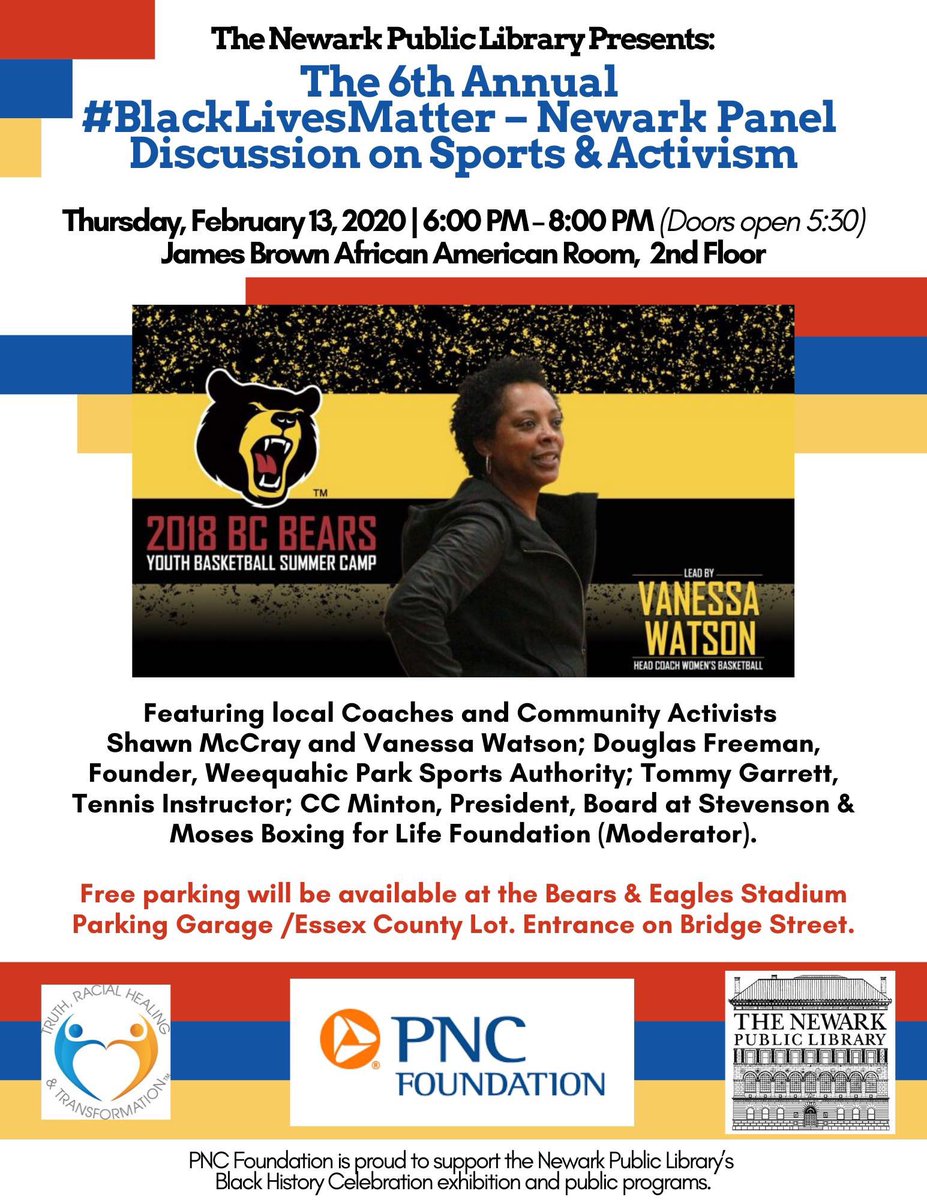 The Newark Public Library Presents:
The 6th Annual
#BlackLivesMatter – Newark Panel
Discussion on Sports & Activism
Thursday, February 13, 2020 | 6:00 PM – 8:00 PM (Doors open 5:30)
James Brown African American Room, 2nd Floor
TM
2018 BC BEARS
YOUTH BASKETBALL SUMMER CAMP
LEAD BY
VANESSA
WATSON
HEAD COACH WOMEN'S BASKETBALL
Featuring local Coaches and Community Activists
Shawn McCray and Vanessa Watson; Douglas Freeman,
Founder, Weequahic Park Sports Authority; Tommy Garrett,
Tennis Instructor; CC Minton, President, Board at Stevenson &
Moses Boxing for Life Foundation (Moderator).
Free parking will be available at the Bears & Eagles Stadium
Parking Garage /Essex County Lot. Entrance on Bridge Street.
TRUTH, RACIAL HEALING
& TRANSFORMATION
PNC
FOUNDATION
THE NEWARK
PUBLIC LIBRARY
PNC Foundation is proud to support the Newark Public Library's
Black History Celebration exhibition and public programs.